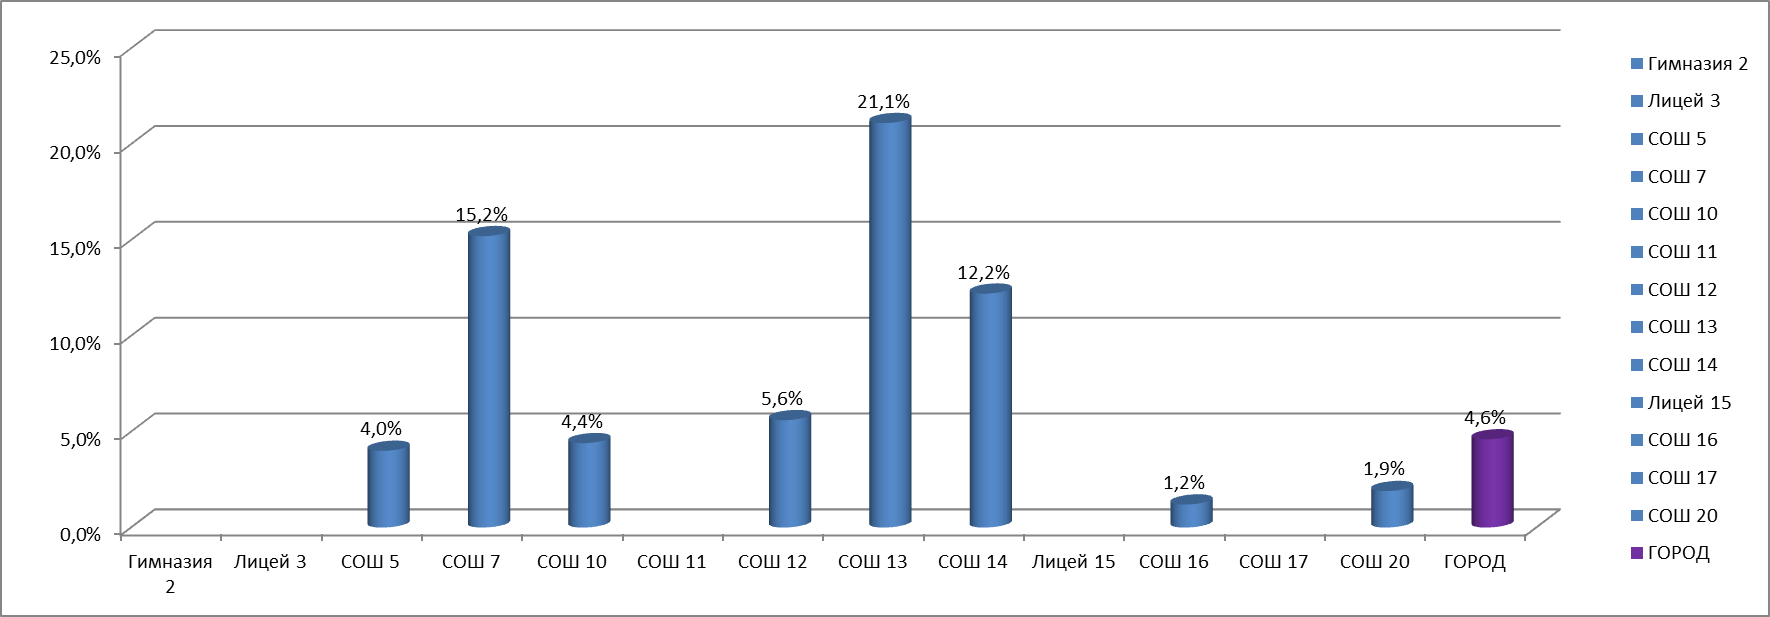 25,0%
20,0%
15,0%
10,0%
5,0%
0,0%
4,0%
15,2%
4,4%
5,6%
21,1%
12,2%
1,2%
1,9%
4,6%
Гимназия
2
Лицей 3
СОШ 5
СОШ 7
СОШ 10
СОШ 11
СОШ 12
СОШ 13
СОШ 14
Лицей 15
СОШ 16
СОШ 17
СОШ 20
ГОРОД
Гимназия 2
Лицей 3
СОШ 5
СОШ 7
СОШ 10
СОШ 11
СОШ 12
СОШ 13
СОШ 14
Лицей 15
СОШ 16
СОШ 17
СОШ 20
ГОРОД